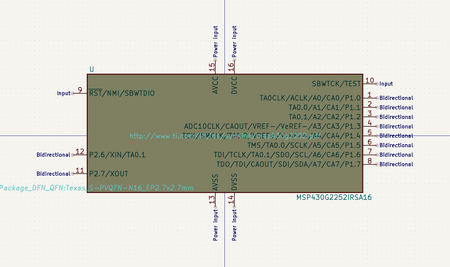 Power Input
Power Input
15
16
U
AVCC
DVCC
SBWTCK/TEST
10
Input
Input
9
RST/NMI/SBWTDIO
TA0CLK/ACLK/A0/CA0/P1.0
1
Bidirectional
TA0.0/A1/CA1/P1.1
2
Bidirectional
TA0.1/A2/CA2/P1.2
3
Bidirectional
ADC10CLK/CAOUT/VREF-/VeREF-/A3/CA3/P1.3
4
Bidirectional
http://www.ti.com/
5
Bidirectional
TMS/TA0.0/SCLK/A5/CA5/P1.5
6
Bidirectional
Bidirectional
12
P2.6/XIN/TA0.1
TDI/TCLK/TA0.1/SDO/SCL/A6/CA6/P1.6
7
Bidirectional
TDO/TDI/CAOUT/SDI/SDA/A7/CA7/P1.7
8
Bidirectional
Bidirectional
11
P2.7/XOUT
AVSS
DVSS
Package_DFN_QFN:Texas_S-PVQFN-N16_EP2.7x2.7mm
MSP430G2252IRSA16
13
14
Power Input
Power Input